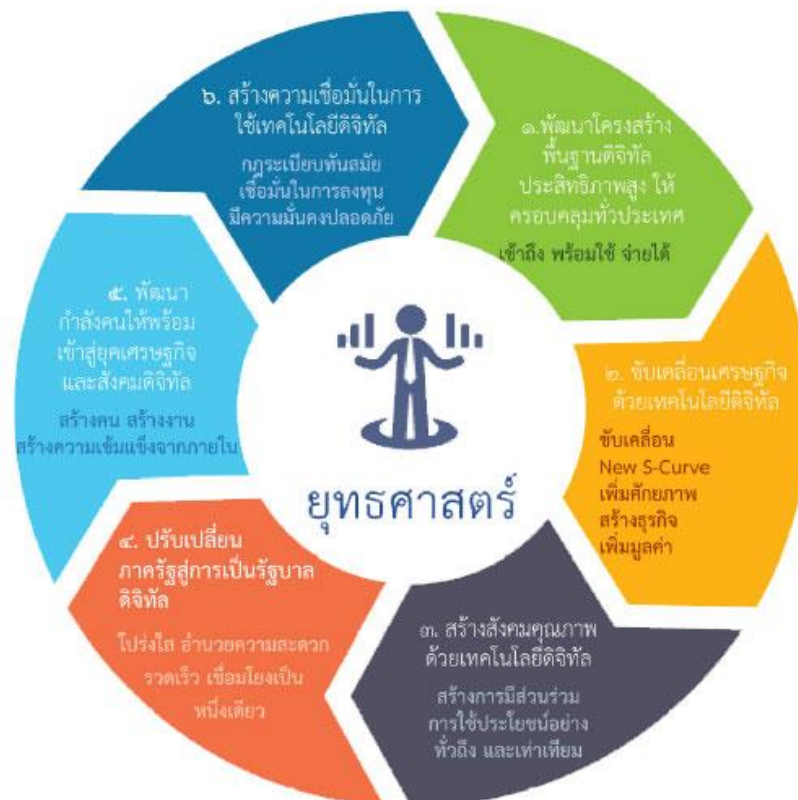 ๑.พัฒนาโครงสร้าง
พื้นฐานดิจิทัล
ประสิทธิภาพสูง ให้
ครอบคลุมทั่วประเทศ
เข้าถึง พร้อมใช้ จ่ายได้
๒. ขับเคลื่อนเศรษฐกิจ
ด้วยเทคโนโลยีดิจิทัล
ขับเคลื่อน
New S-Curve
เพิ่มศักยภาพ
สร้างธุรกิจ
เพิ่มมูลค่า
๓. สร้างสังคมคุณภาพ
ด้วยเทคโนโลยีดิจิทัล
สร้างการมีส่วนร่วม
การใช้ประโยชน์อย่าง
ทั่วถึง และเท่าเทียม
๔. ปรับเปลี่ยน
ภาครัฐสู่การเป็นรัฐบาล
ดิจิทัล
โปร่งใส อำนวยความสะดวก
รวดเร็ว เชื่อมโยงเป็น
หนึ่งเดียว
๕. พัฒนา
กำลังคนให้พร้อม
เข้าสู่ยุคเศรษฐกิจ
และสังคมดิจิทัล
สร้างคน สร้างงาน
สร้างความเข้มแข็งจากภายใน
๖. สร้างความเชื่อมั่นในการ
ใช้เทคโนโลยีดิจิทัล
กฎระเบียบทันสมัย
เชื่อมั่นในการลงทุน
มีความมั่นคงปลอดภัย
ยุทธศาสตร์